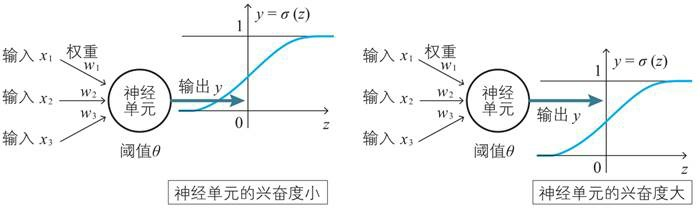 y = σ (z)
1
输入 x1 权重
w1
输入 x2 w2 神经单元 输出 y
w3
输入 x3
0 z
阈值θ
神经单元的兴奋度小
y = σ (z)
1
输入 x1 权重
w1
输入 x2 w2 神经单元 输出 y
w3
输入 x3
0 z
阈值θ
神经单元的兴奋度大